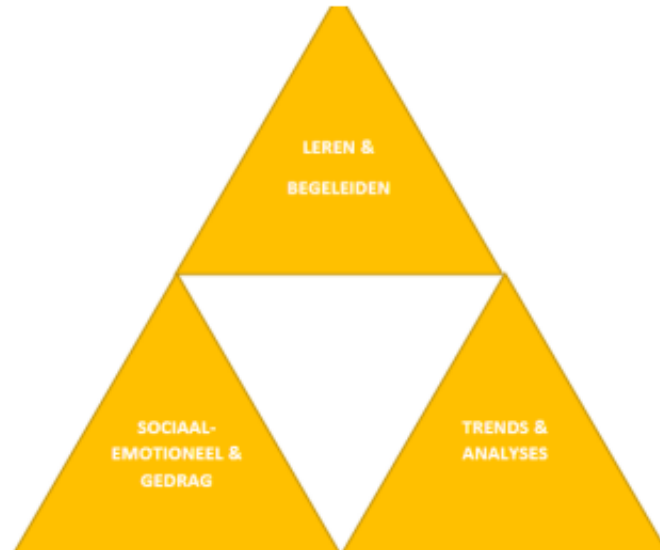 LEREN &
BEGELEIDEN
SOCIAAL-
EMOTIONEEL &
GEDRAG
TRENDS &
ANALYSES